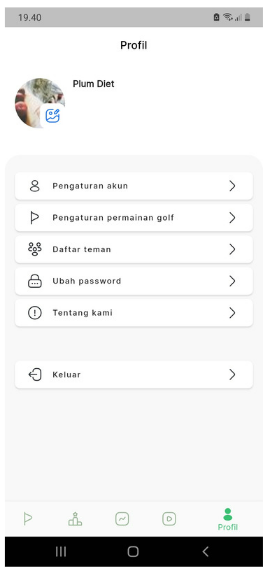 19.40
Profil
Plum Diet
Pengaturan akun
Pengaturan permainan golf
Daftar teman
Ubah password
Tentang kami
Keluar
Profil